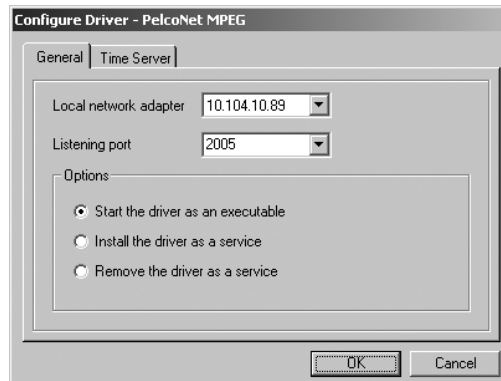 Configure Driver - PelcoNet MPEG
General Time Server
Local network adapter 10.104.10.89
Listening port 2005
Options
Start the driver as an executable
Install the driver as a service
Remove the driver as a service
OK Cancel